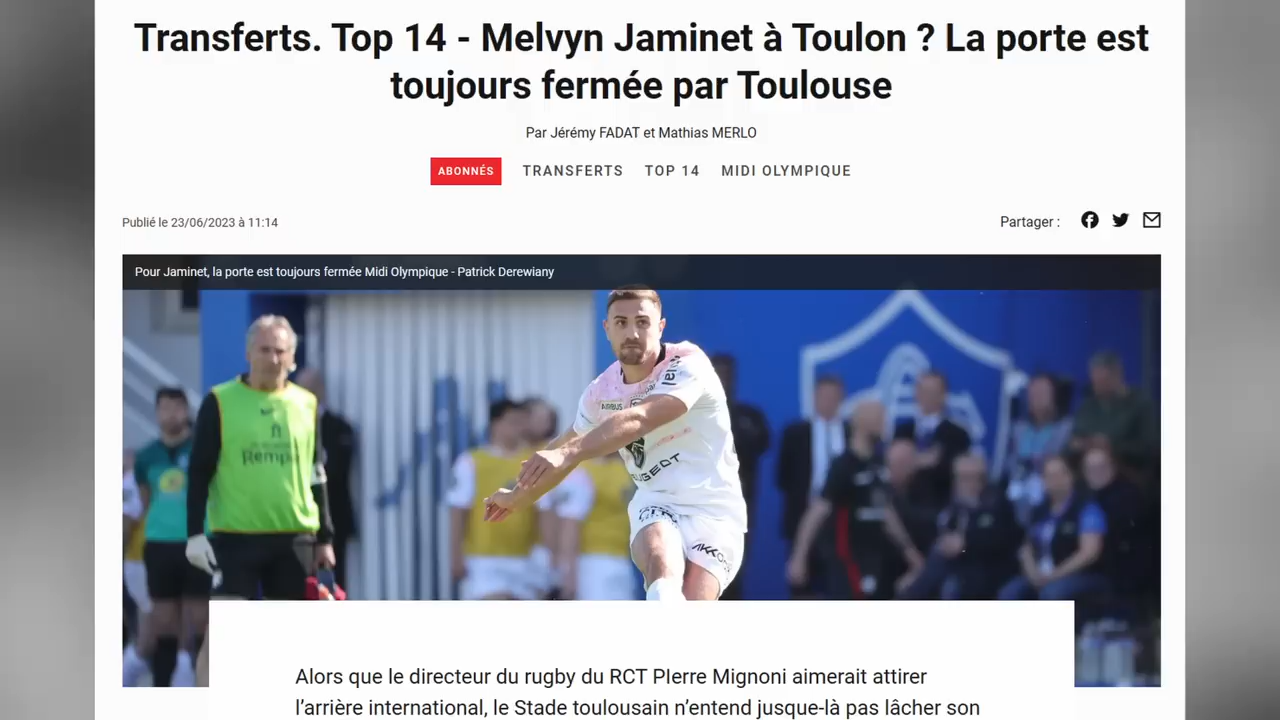 Transferts. Top 14 - Melvyn Jaminet à Toulon ? La porte est
toujours fermée par Toulouse
Par Jérémy FADAT et Mathias MERLO
ABONNÉS TRANSFERTS TOP 14 MIDI OLYMPIQUE
Publié le 23/06/2023 à 11:14
Partager :
Pour Jaminet, la porte est toujours fermée Midi Olympique - Patrick Derewiany
Alors que le directeur du rugby du RCT PIerre Mignoni aimerait attirer
l’arrière international, le Stade toulousain n’entend jusque-là pas lâcher son